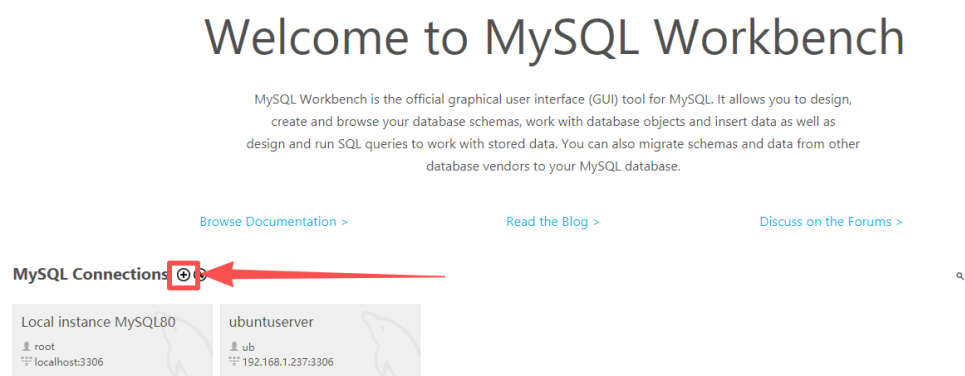 Welcome to MySQL Workbench
MySQL Workbench is the official graphical user interface (GUI) tool for MySQL. It allows you to design,
create and browse your database schemas, work with database objects and insert data as well as
design and run SQL queries to work with stored data. You can also migrate schemas and data from other
database vendors to your MySQL database.
Browse Documentation > Read the Blog > Discuss on the Forums >
MySQL Connections
Local instance MySQL80 ubuntuserver
root ub
localhost:3306 192.168.1.237:3306